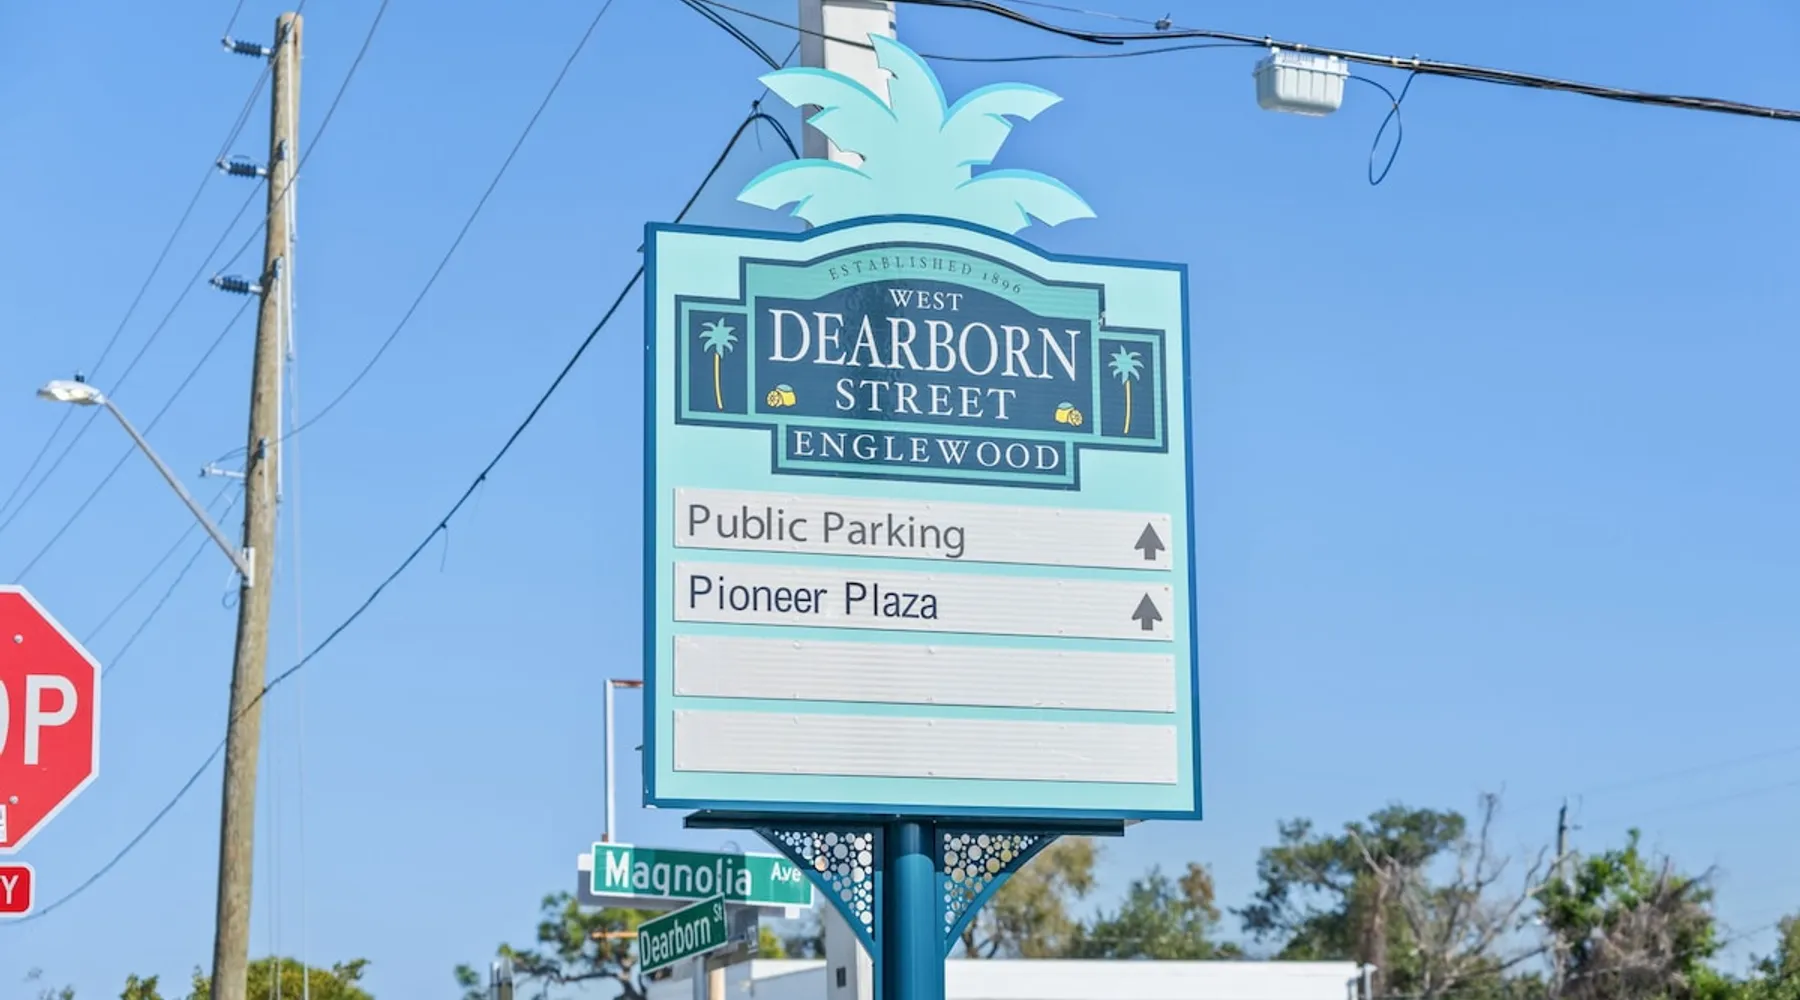 ESTABLISHED 1896
WEST
DEARBORN
STREET
ENGLEWOOD
Public Parking
Pioneer Plaza
OP
Y
Magnolia Ave
Dearborn St